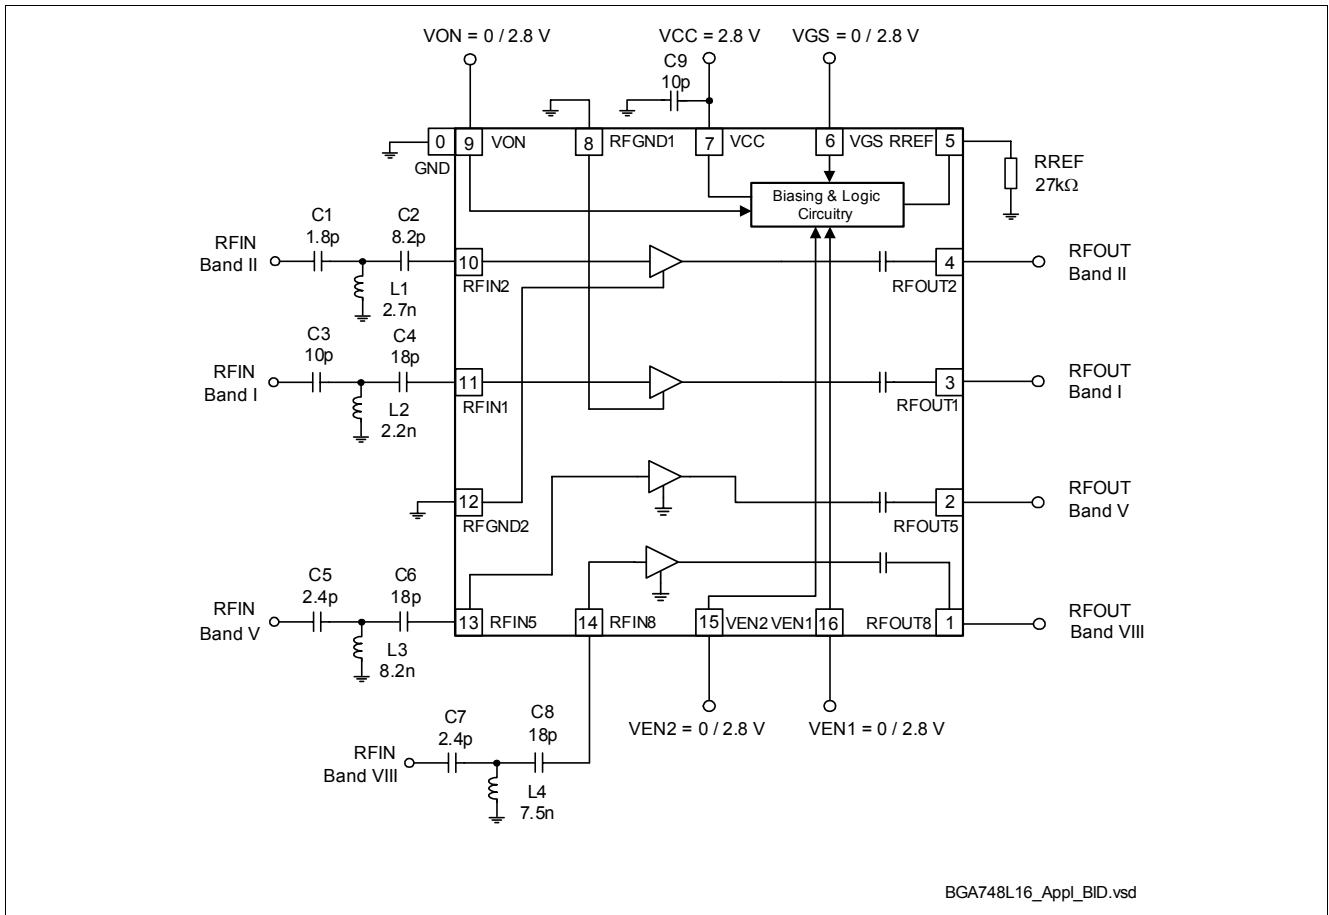 VON = 0 / 2.8 V
VCC = 2.8 V
VGS = 0 / 2.8 V
C9
10p
0
9
VON
8
RFGND1
7
VCC
6
VGS
RREF
5
GND
RREF
27kΩ
Biasing & Logic
Circuitry
RFIN
Band II
C1
1.8p
C2
8.2p
L1
2.7n
10
RFIN2
4
RFOUT2
RFOUT
Band II
RFIN
Band I
C3
10p
C4
18p
L2
2.2n
11
RFIN1
3
RFOUT1
RFOUT
Band I
12
RFGND2
2
RFOUT5
RFOUT
Band V
RFIN
Band V
C5
2.4p
C6
18p
L3
8.2n
13
RFIN5
14
RFIN8
15
VEN2
VEN1
16
RFOUT8
1
RFOUT
Band VIII
VEN2 = 0 / 2.8 V
VEN1 = 0 / 2.8 V
RFIN
Band VIII
C7
2.4p
C8
18p
L4
7.5n
BGA748L16_Appl_BID.vsd